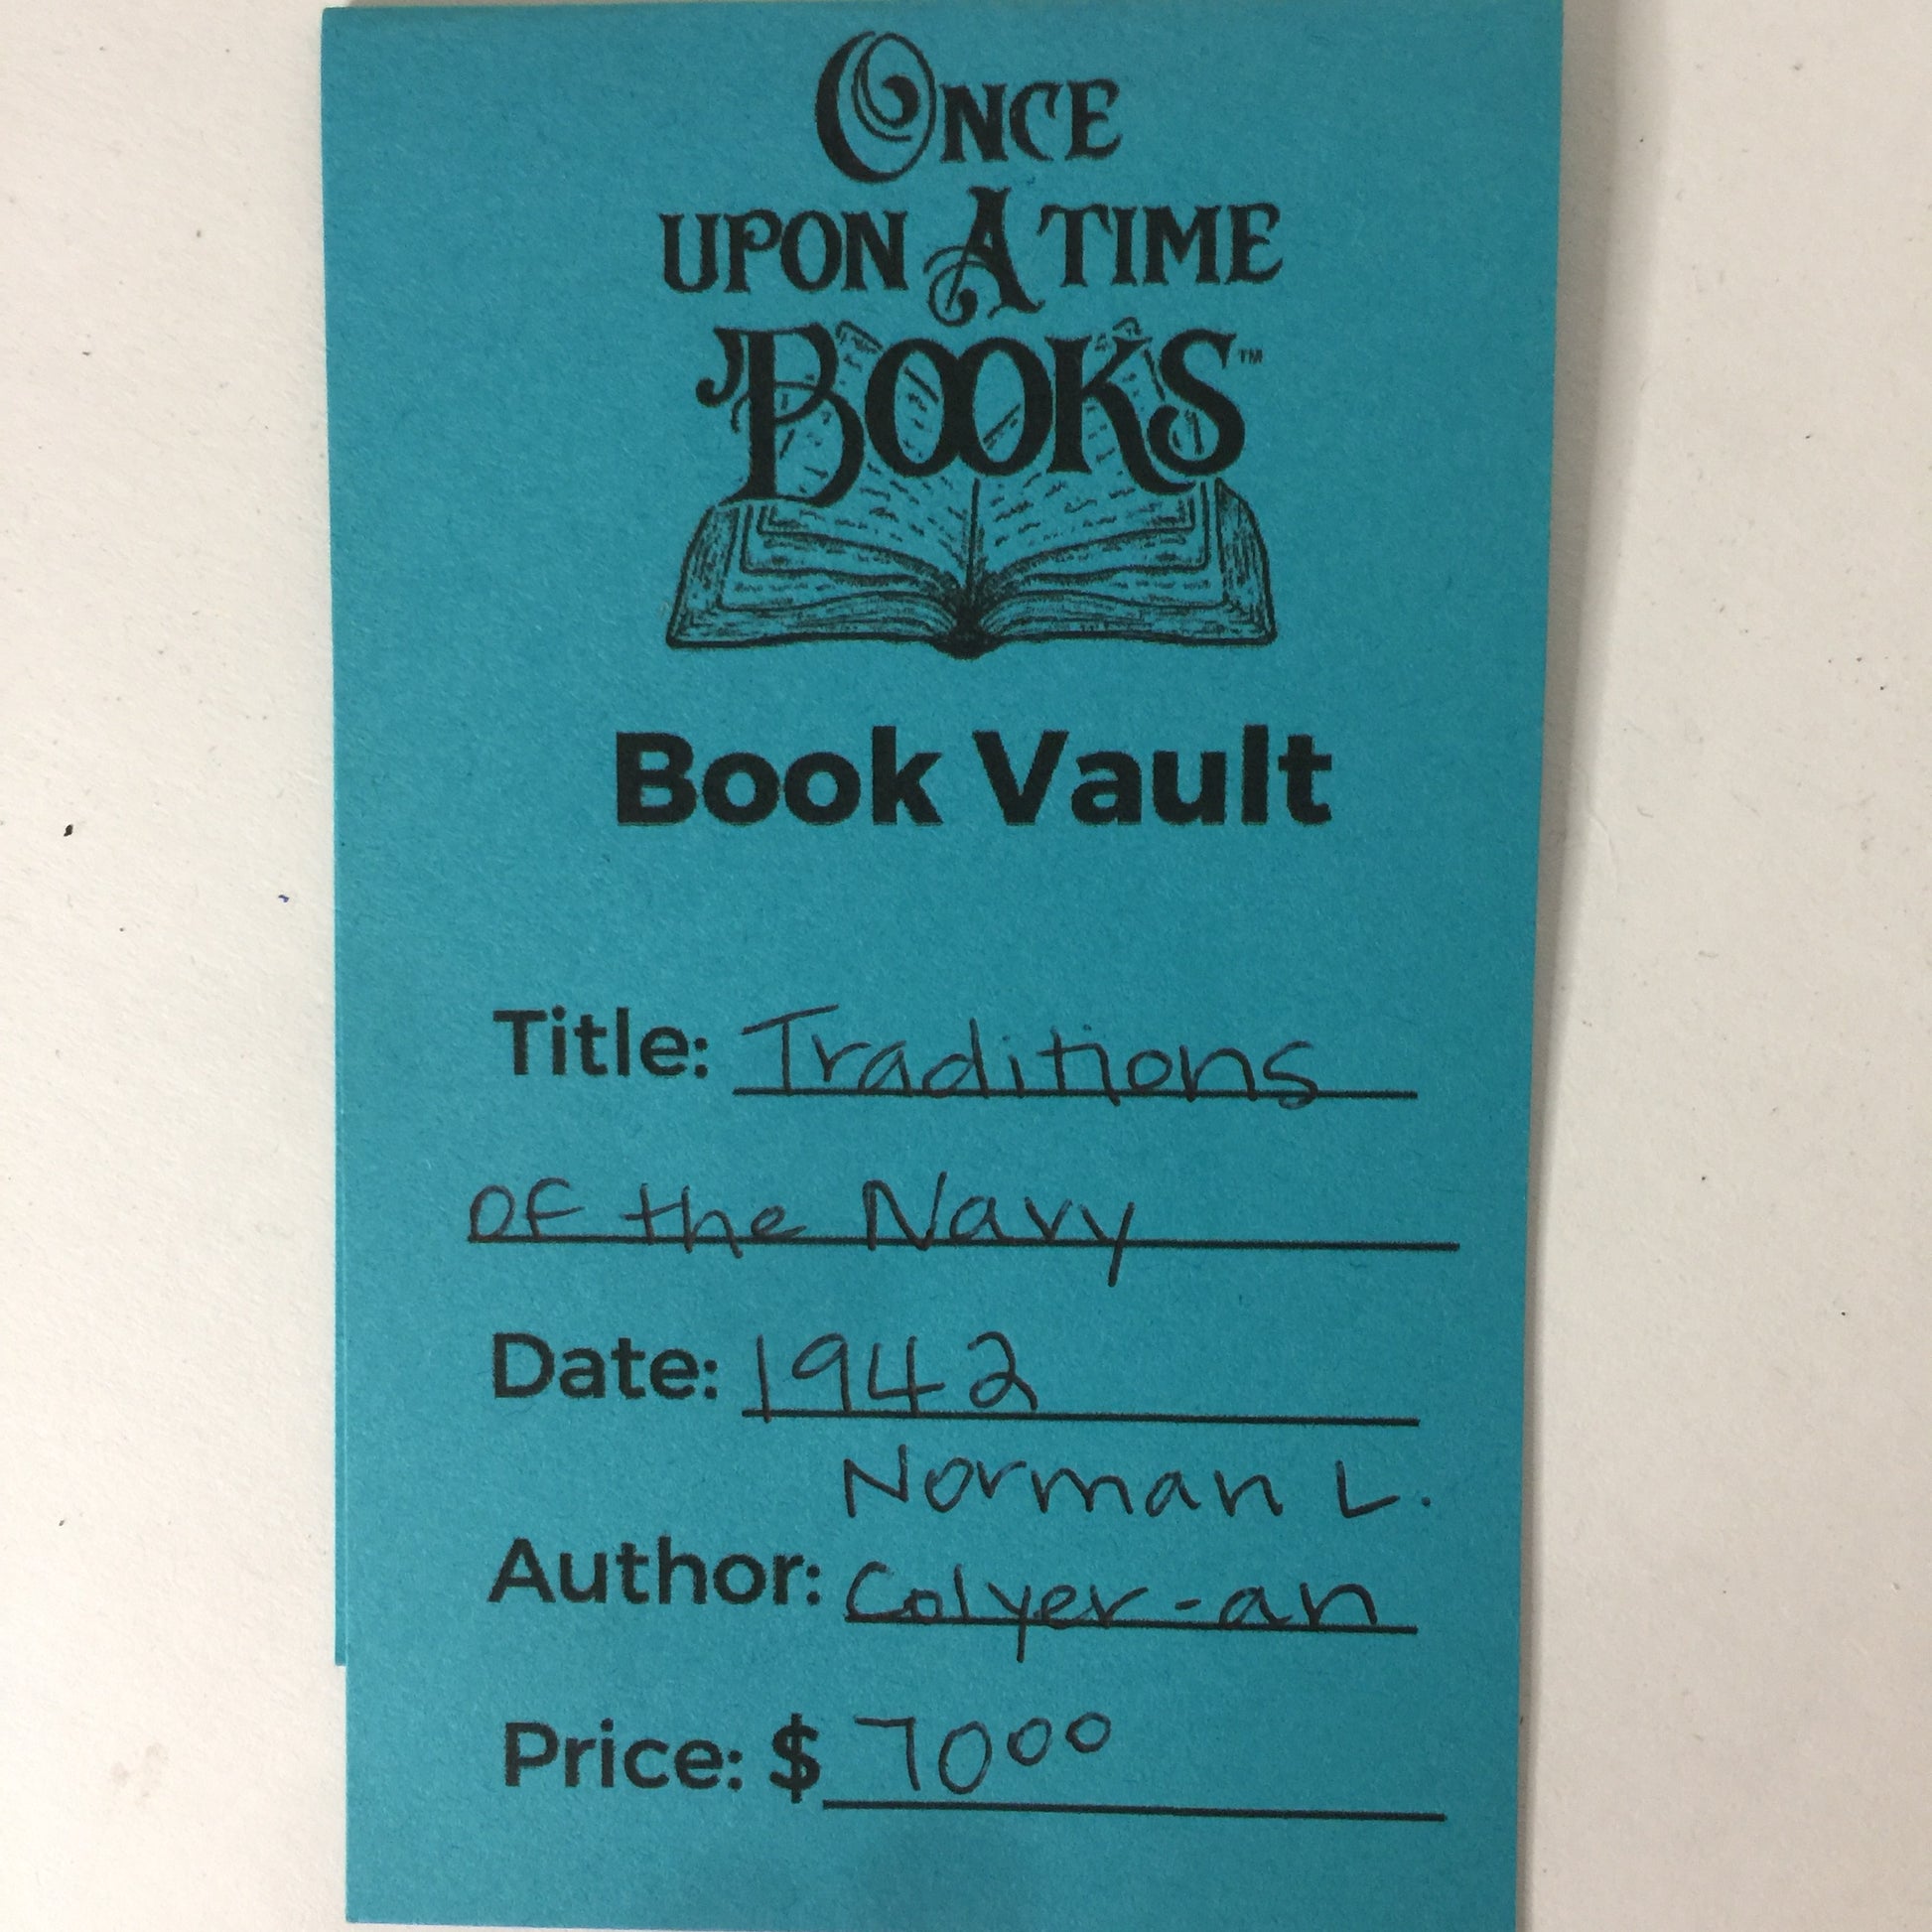 ONCE
UPON A TIME
BOOKS™
Book Vault
Title: Traditions
of the Navy
Date: 1942
Norman L.
Author: Colyer-an
Price: $ 70⁰⁰